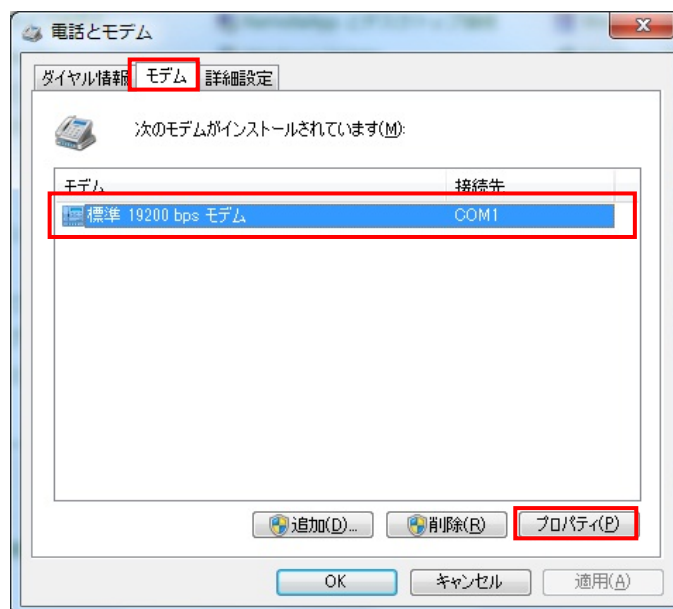 電話とモデム
ダイヤル情報 モデム 詳細設定
次のモデムがインストールされています(M):
モデム 接続先
標準 19200 bps モデム COM1
追加(D)... 削除(R) プロパティ(P)
OK キャンセル 適用(A)